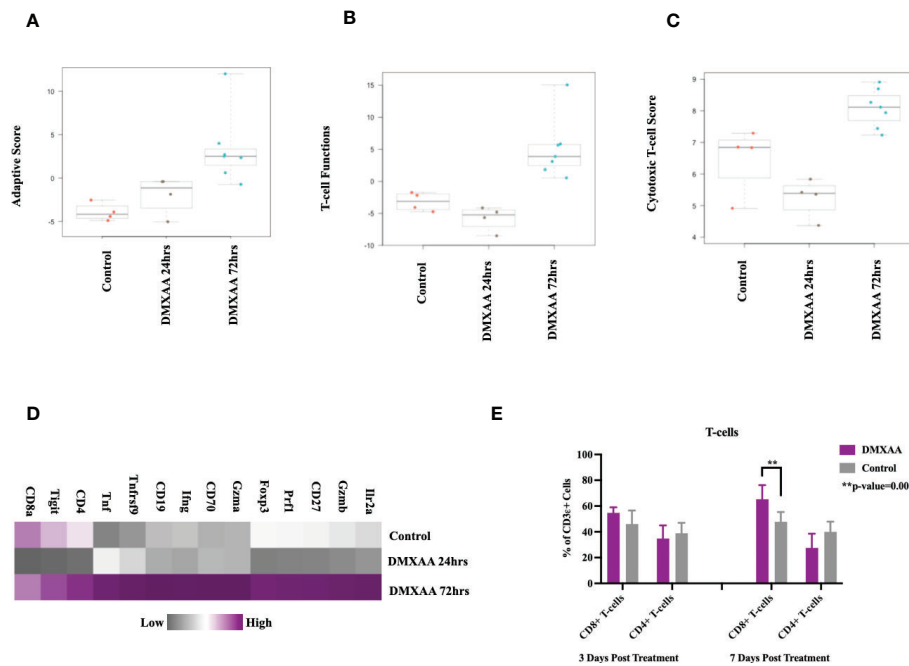 A
B
C
Adaptive Score
10
5
0
-5
Control
DMXAA 24hrs
DMXAA 72hrs
T-cell Functions
15
10
5
0
-5
-10
Control
DMXAA 24hrs
DMXAA 72hrs
Cytotoxic T-cell Score
9
8
7
6
5
4
Control
DMXAA 24hrs
DMXAA 72hrs
D
CD8a
Tigit
CD4
Tnf
Tnfrsf9
CD19
Ifng
CD70
Gzma
Foxp3
Prf1
CD27
Gzmb
Ilr2a
Control
DMXAA 24hrs
DMXAA 72hrs
Low
High
E
T-cells
DMXAA
Control
**p-value=0.00
**
% of CD3ε+ Cells
100
80
60
40
20
0
CD8+ T-cells
CD4+ T-cells
CD8+ T-cells
CD4+ T-cells
3 Days Post Treatment
7 Days Post Treatment